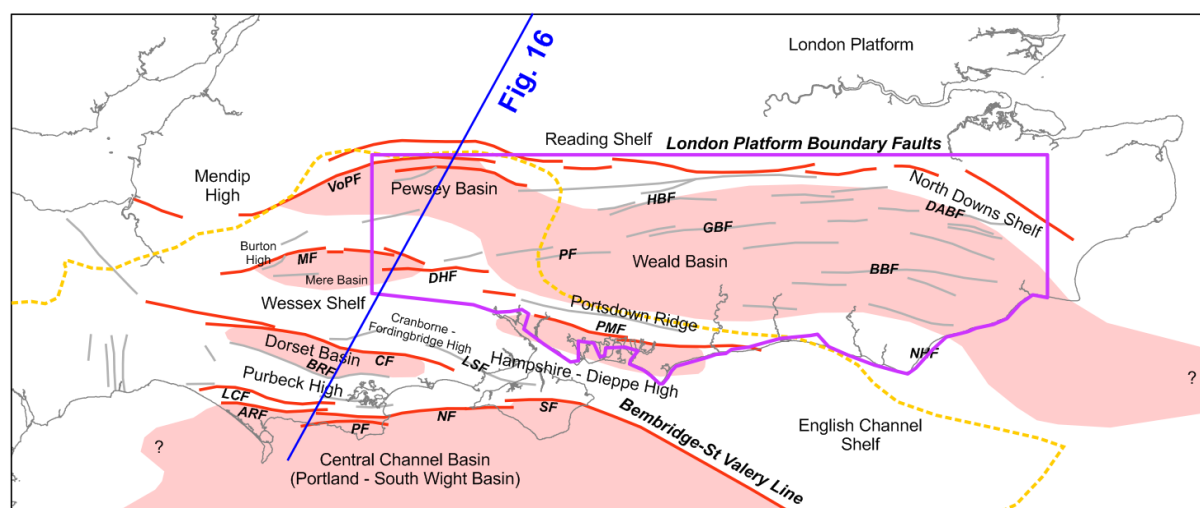 Fig. 16
London Platform
Reading Shelf
London Platform Boundary Faults
Mendip
High
VoPF
Pewsey Basin
HBF
North Downs Shelf
DABF
GBF
Burton
High
MF
Mere Basin
DHF
PF
Weald Basin
BBF
Wessex Shelf
Portsdown Ridge
PMF
Cranborne -
Fordingbridge High
Dorset Basin
CF
BRF
LSF
Hampshire - Dieppe High
NHF
Purbeck High
LCF
ARF
PF
NF
SF
Bembridge-St Valery Line
English Channel
Shelf
?
?
Central Channel Basin
(Portland - South Wight Basin)